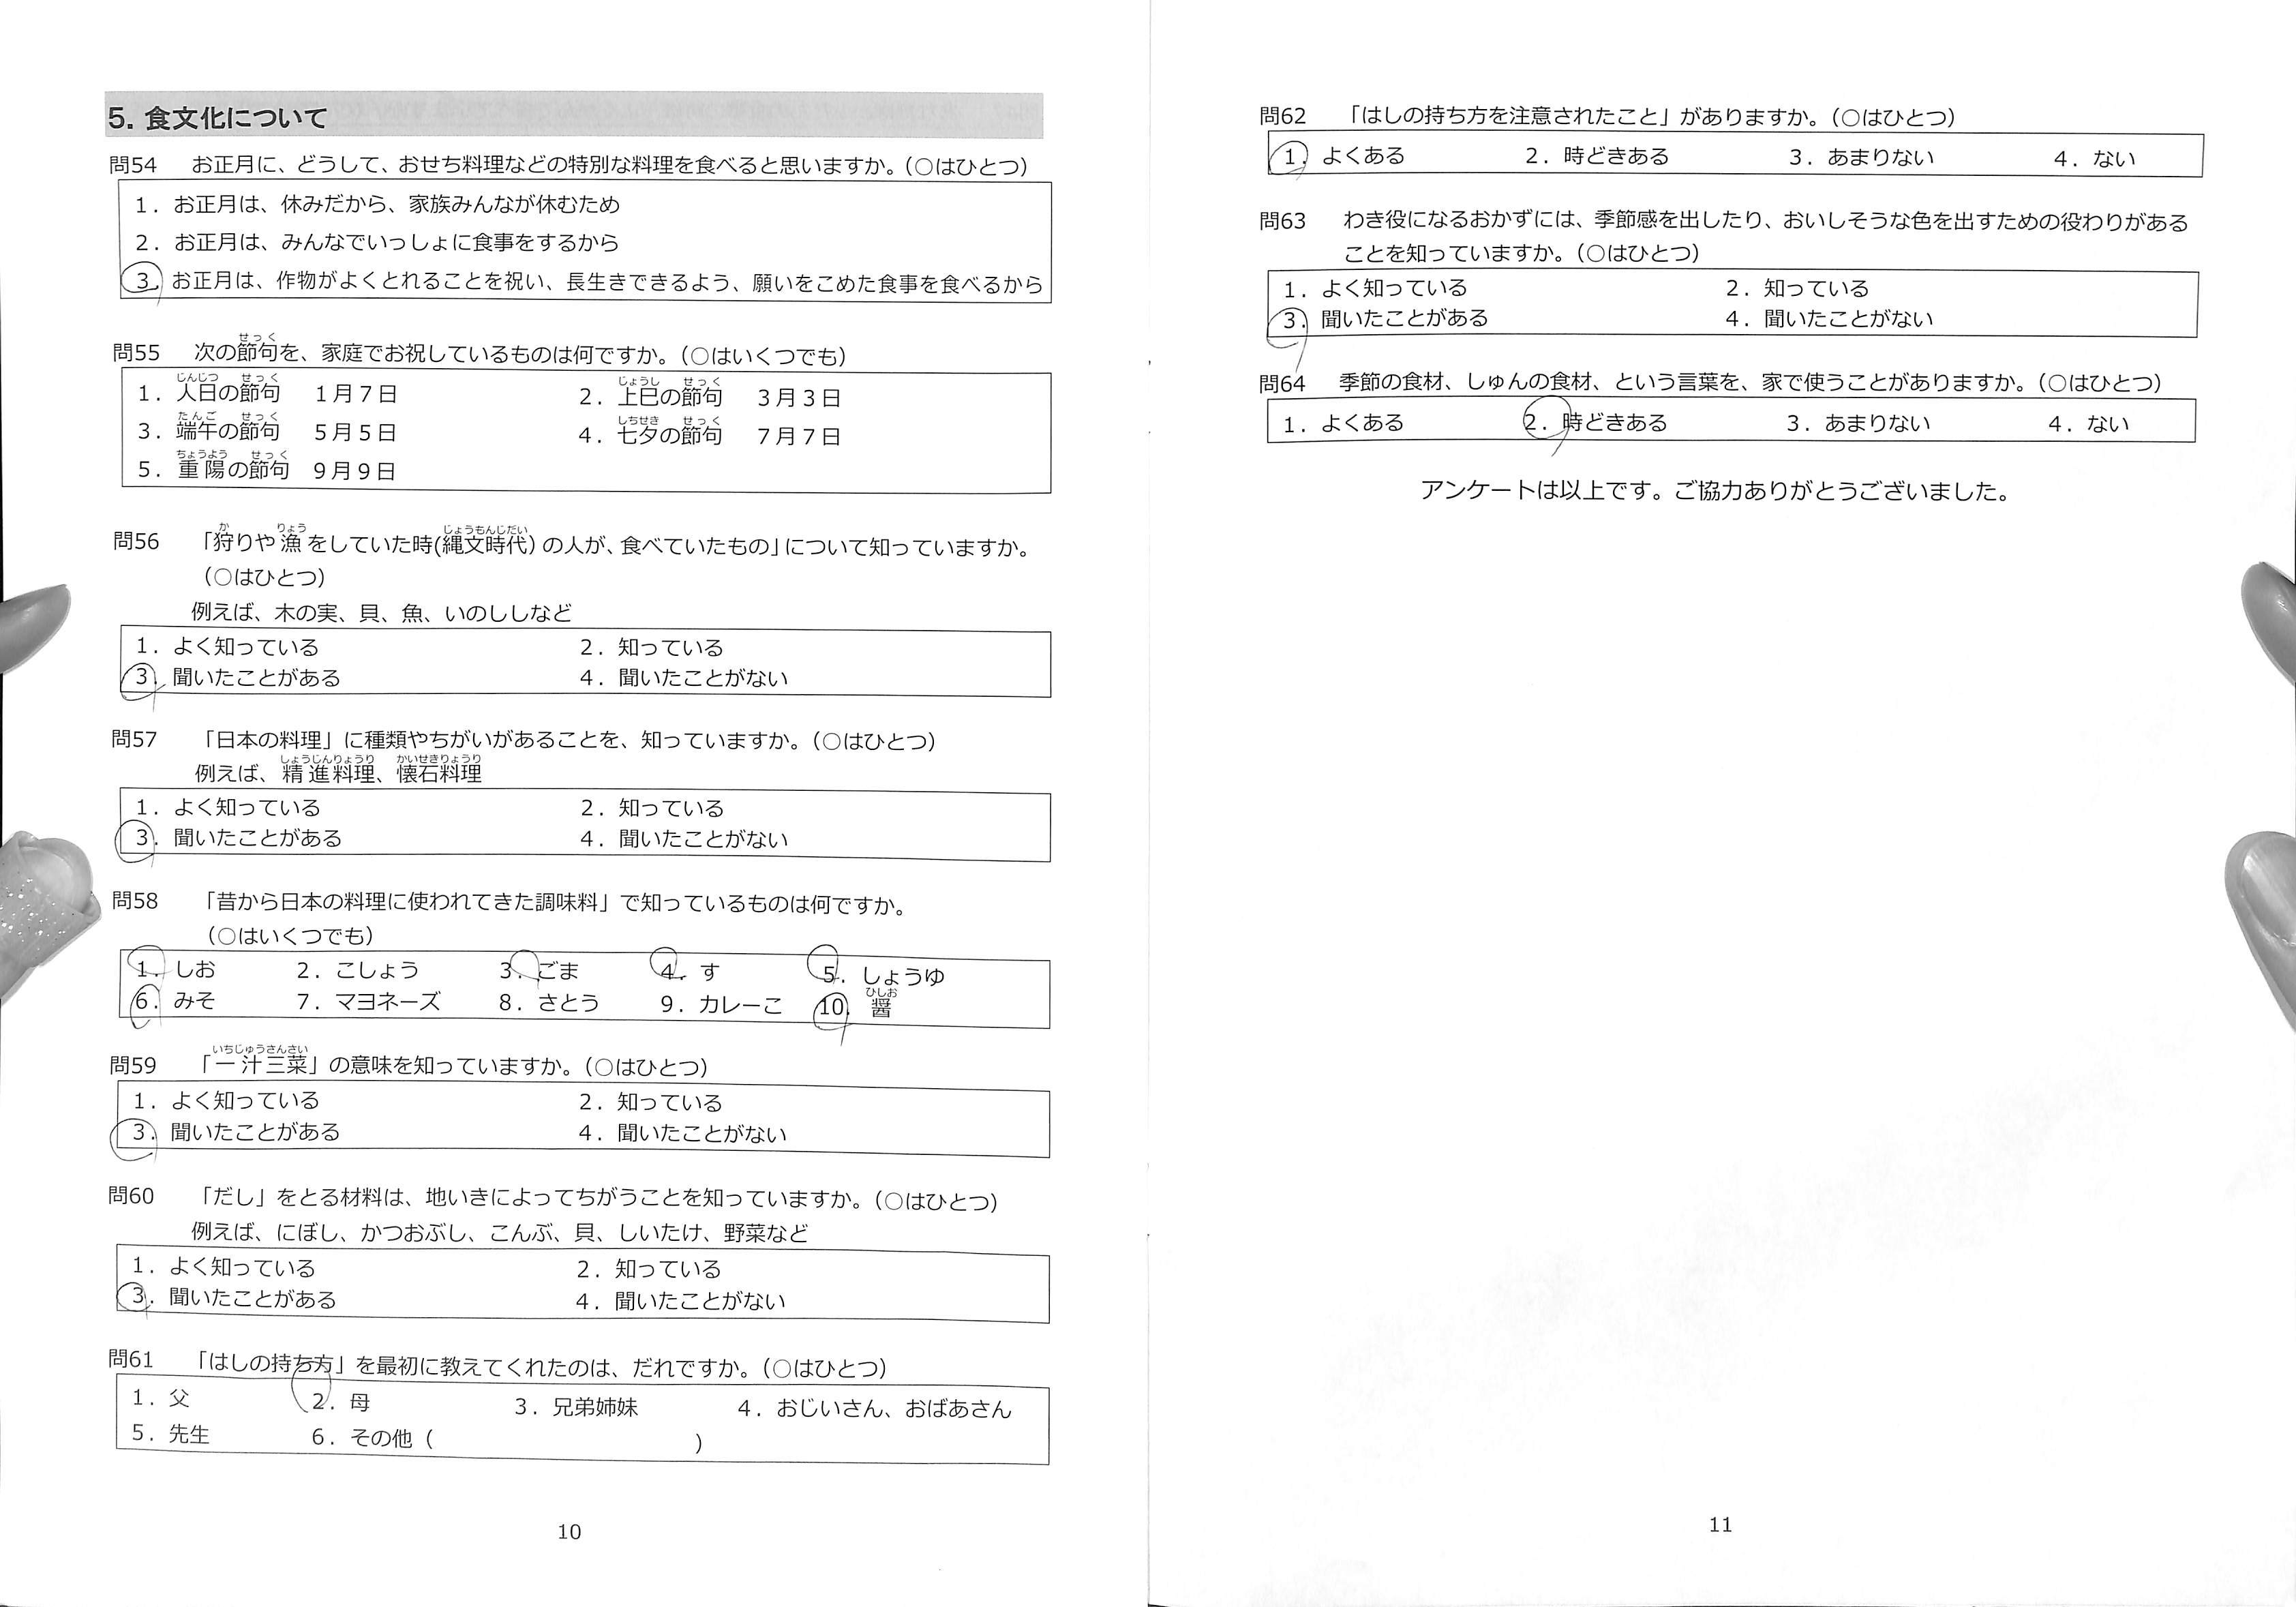 5. 食文化について
問54 お正月に、どうして、おせち料理などの特別な料理を食べると思いますか。(○はひとつ)
1. お正月は、休みだから、家族みんなが休むため
2. お正月は、みんなでいっしょに食事をするから
3. お正月は、作物がよくとれることを祝い、長生きできるよう、願いをこめた食事を食べるから
せっく
問55 次の節句を、家庭でお祝しているものは何ですか。(○はいくつでも)
じんじつ せっく じょうし せっく
1. 人日の節句 1月7日 2. 上巳の節句 3月3日
たんご せっく しちせき せっく
3. 端午の節句 5月5日 4. 七夕の節句 7月7日
ちょうよう せっく
5. 重陽の節句 9月9日
か りょう じょうもんじだい
問56 「狩りや漁をしていた時(縄文時代)の人が、食べていたもの」について知っていますか。
(○はひとつ)
例えば、木の実、貝、魚、いのししなど
1. よく知っている 2. 知っている
3. 聞いたことがある 4. 聞いたことがない
問57 「日本の料理」に種類やちがいがあることを、知っていますか。(○はひとつ)
しょうじんりょうり かいせきりょうり
例えば、精進料理、懐石料理
1. よく知っている 2. 知っている
3. 聞いたことがある 4. 聞いたことがない
問58 「昔から日本の料理に使われてきた調味料」で知っているものは何ですか。
(○はいくつでも)
1. しお 2. こしょう 3. ごま 4. す 5. しょうゆ
ひしお
6. みそ 7. マヨネーズ 8. さとう 9. カレーこ 10. 醤
いちじゅうさんさい
問59 「一汁三菜」の意味を知っていますか。(○はひとつ)
1. よく知っている 2. 知っている
3. 聞いたことがある 4. 聞いたことがない
問60 「だし」をとる材料は、地いきによってちがうことを知っていますか。(○はひとつ)
例えば、にぼし、かつおぶし、こんぶ、貝、しいたけ、野菜など
1. よく知っている 2. 知っている
3. 聞いたことがある 4. 聞いたことがない
問61 「はしの持ち方」を最初に教えてくれたのは、だれですか。(○はひとつ)
1. 父 2. 母 3. 兄弟姉妹 4. おじいさん、おばあさん
5. 先生 6. その他 ( )
10
問62 「はしの持ち方を注意されたこと」がありますか。(○はひとつ)
1. よくある 2. 時どきある 3. あまりない 4. ない
問63 わき役になるおかずには、季節感を出したり、おいしそうな色を出すための役わりがある
ことを知っていますか。(○はひとつ)
1. よく知っている 2. 知っている
3. 聞いたことがある 4. 聞いたことがない
問64 季節の食材、しゅんの食材、という言葉を、家で使うことがありますか。(○はひとつ)
1. よくある 2. 時どきある 3. あまりない 4. ない
アンケートは以上です。ご協力ありがとうございました。
11